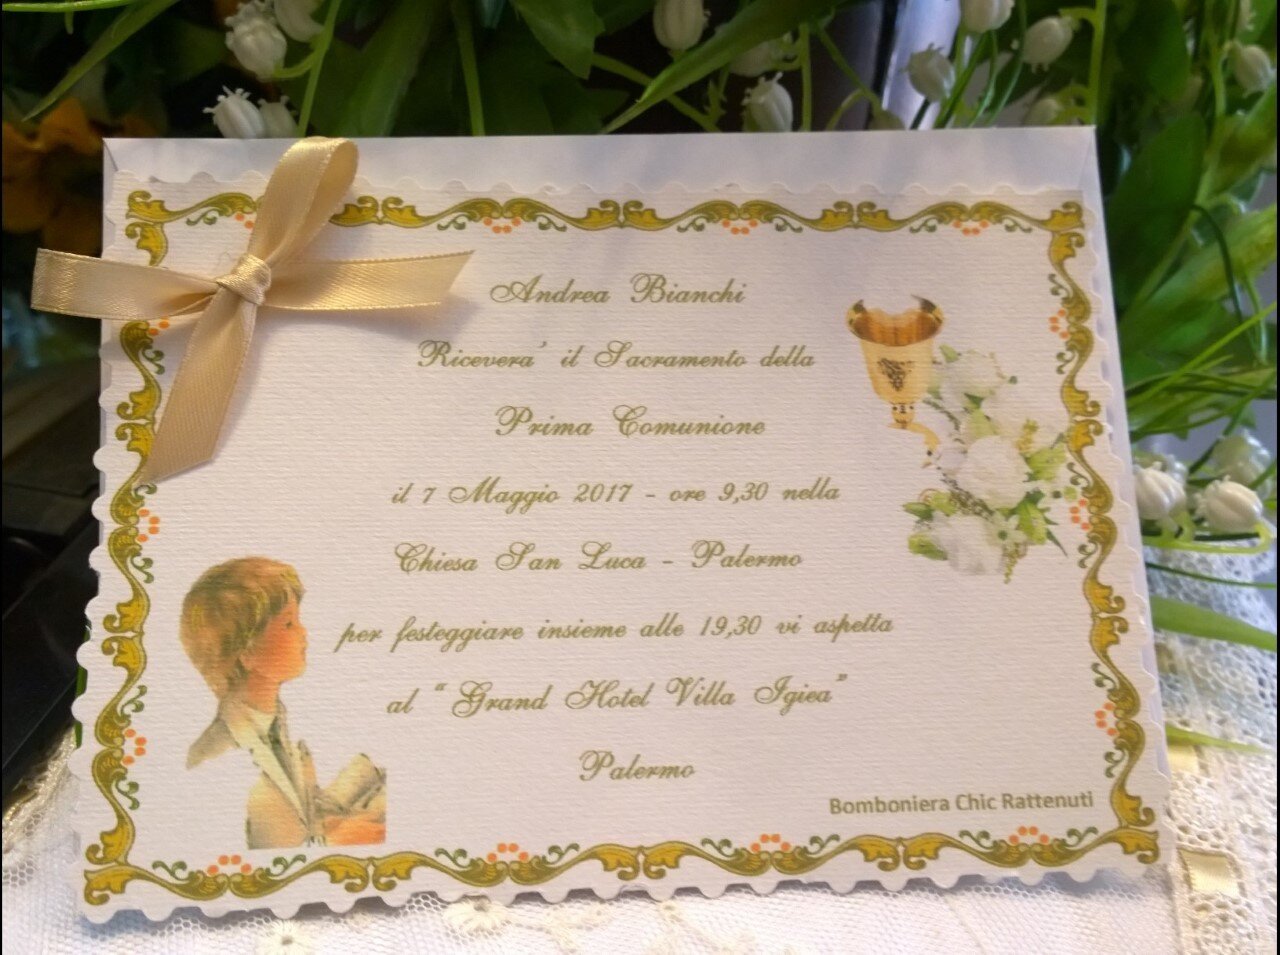 Andrea Bianchi
Ricevera' il Sacramento della
Prima Comunione
il 7 Maggio 2017 - ore 9,30 nella
Chiesa San Luca - Palermo
per festeggiare insieme alle 19,30 vi aspetta
al "Grand Hotel Villa Igiea"
Palermo
Bomboniera Chic Rattenuti